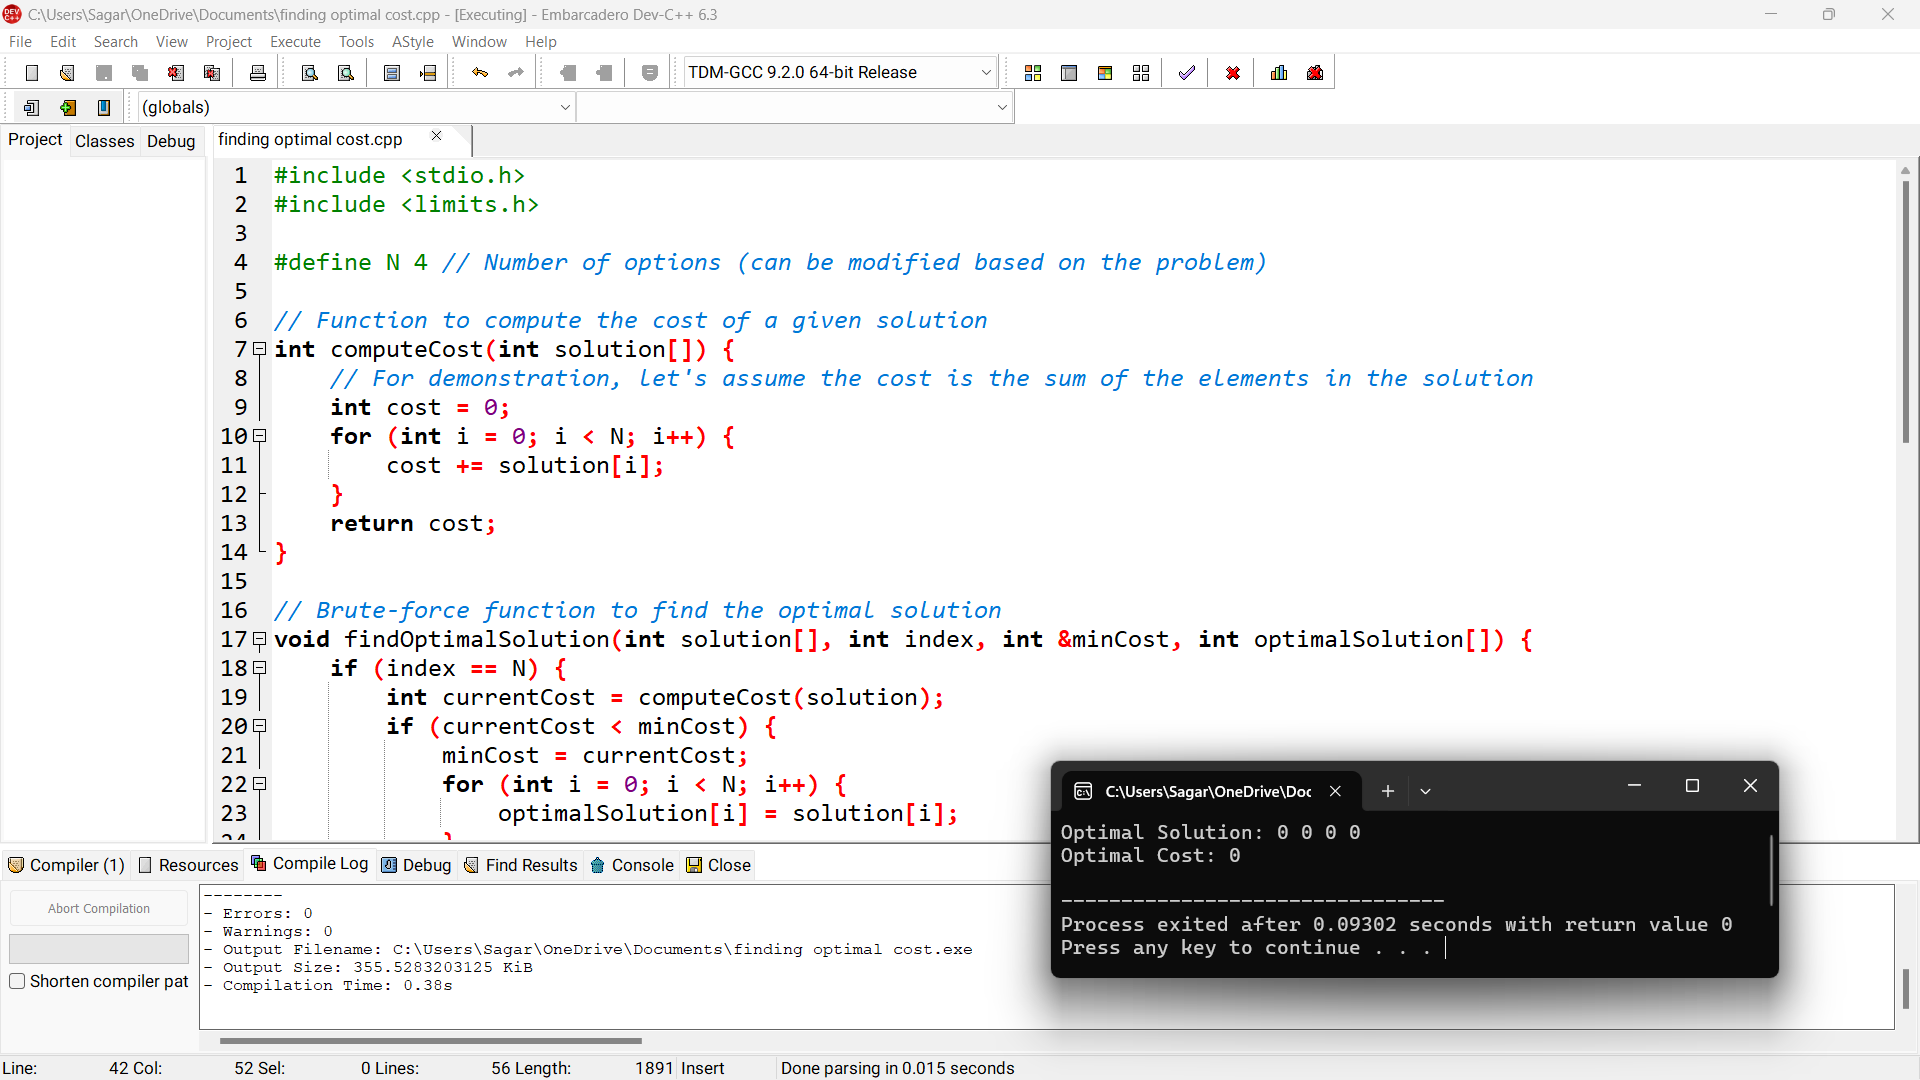 C:\Users\Sagar\OneDrive\Documents\finding optimal cost.cpp - [Executing] - Embarcadero Dev-C++ 6.3
File Edit Search View Project Execute Tools AStyle Window Help
TDM-GCC 9.2.0 64-bit Release
(globals)
Project Classes Debug
finding optimal cost.cpp
1 #include <stdio.h>
2 #include <limits.h>
3
4 #define N 4 // Number of options (can be modified based on the problem)
5
6 // Function to compute the cost of a given solution
7 int computeCost(int solution[]) {
8 // For demonstration, let's assume the cost is the sum of the elements in the solution
9 int cost = 0;
10 for (int i = 0; i < N; i++) {
11 cost += solution[i];
12 }
13 return cost;
14 }
15
16 // Brute-force function to find the optimal solution
17 void findOptimalSolution(int solution[], int index, int &minCost, int optimalSolution[]) {
18 if (index == N) {
19 int currentCost = computeCost(solution);
20 if (currentCost < minCost) {
21 minCost = currentCost;
22 for (int i = 0; i < N; i++) {
23 optimalSolution[i] = solution[i];
24 }
C:\Users\Sagar\OneDrive\Doc
Optimal Solution: 0 0 0 0
Optimal Cost: 0
--------------------------------
Process exited after 0.09302 seconds with return value 0
Press any key to continue . . .
Compiler (1) Resources Compile Log Debug Find Results Console Close
Abort Compilation
Shorten compiler pat
--------
- Errors: 0
- Warnings: 0
- Output Filename: C:\Users\Sagar\OneDrive\Documents\finding optimal cost.exe
- Output Size: 355.5283203125 KiB
- Compilation Time: 0.38s
Line: 42 Col: 52 Sel: 0 Lines: 56 Length: 1891 Insert Done parsing in 0.015 seconds